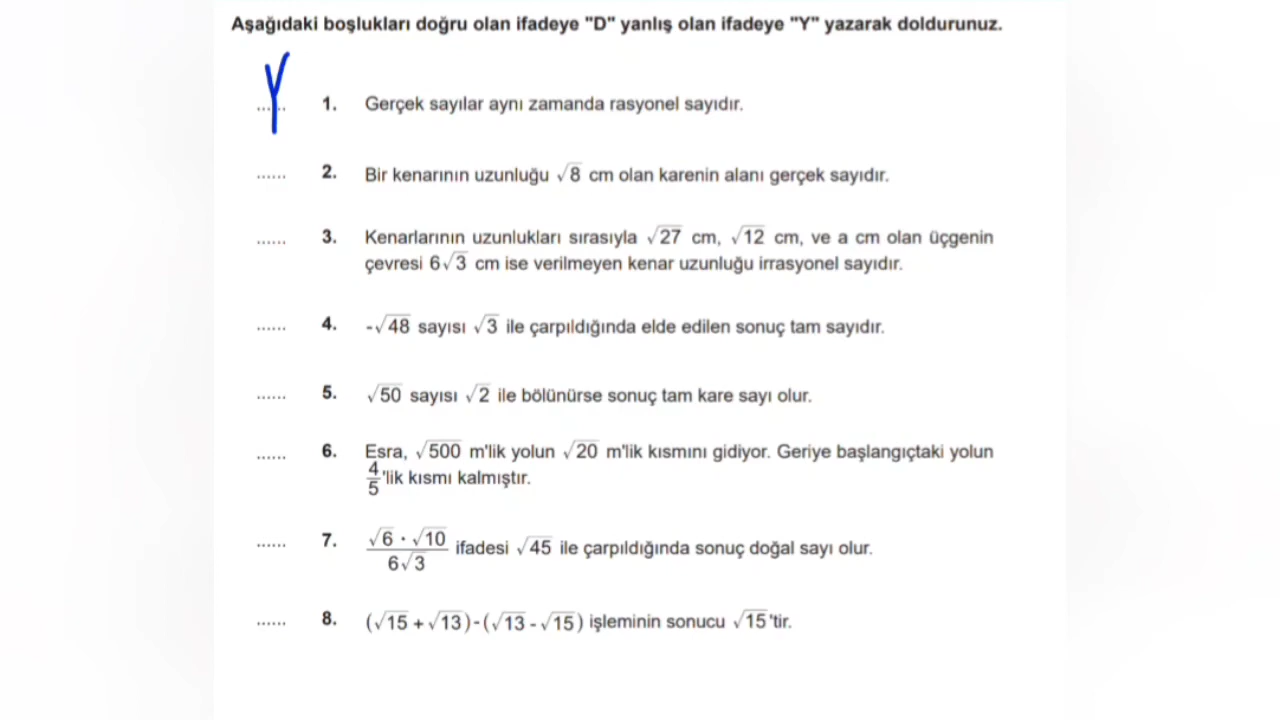 Aşağıdaki boşlukları doğru olan ifadeye "D" yanlış olan ifadeye "Y" yazarak doldurunuz.
Y ...... 1. Gerçek sayılar aynı zamanda rasyonel sayıdır.
...... 2. Bir kenarının uzunluğu √8 cm olan karenin alanı gerçek sayıdır.
...... 3. Kenarlarının uzunlukları sırasıyla √27 cm, √12 cm, ve a cm olan üçgenin
çevresi 6√3 cm ise verilmeyen kenar uzunluğu irrasyonel sayıdır.
...... 4. -√48 sayısı √3 ile çarpıldığında elde edilen sonuç tam sayıdır.
...... 5. √50 sayısı √2 ile bölünürse sonuç tam kare sayı olur.
...... 6. Esra, √500 m'lik yolun √20 m'lik kısmını gidiyor. Geriye başlangıçtaki yolun
4/5'lik kısmı kalmıştır.
...... 7. √6 · √10 / 6√3 ifadesi √45 ile çarpıldığında sonuç doğal sayı olur.
...... 8. (√15 + √13)-(√13 - √15) işleminin sonucu √15'tir.